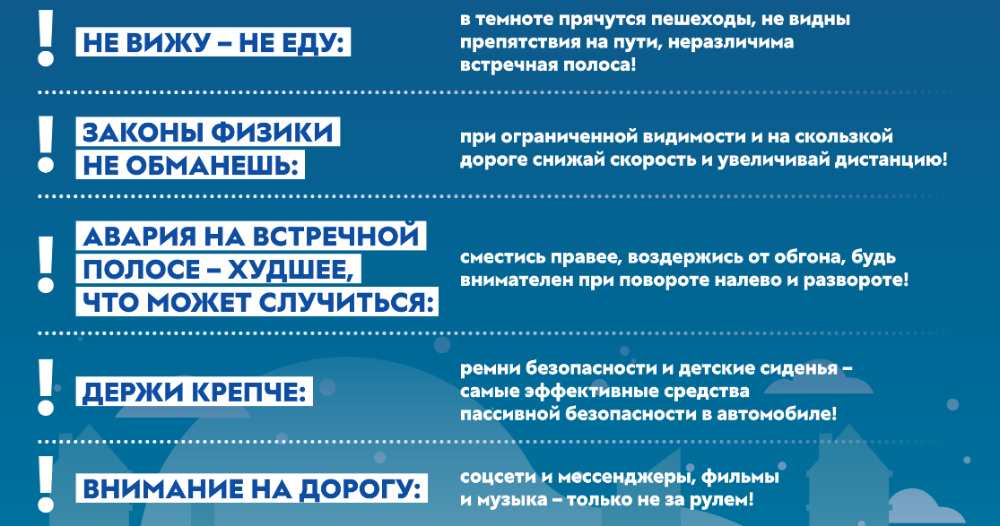 !
НЕ ВИЖУ – НЕ ЕДУ:
в темноте прячутся пешеходы, не видны
препятствия на пути, неразличима
встречная полоса!
!
ЗАКОНЫ ФИЗИКИ
НЕ ОБМАНЕШЬ:
при ограниченной видимости и на скользкой
дороге снижай скорость и увеличивай дистанцию!
!
АВАРИЯ НА ВСТРЕЧНОЙ
ПОЛОСЕ – ХУДШЕЕ,
ЧТО МОЖЕТ СЛУЧИТЬСЯ:
сместись правее, воздержись от обгона, будь
внимателен при повороте налево и развороте!
!
ДЕРЖИ КРЕПЧЕ:
ремни безопасности и детские сиденья –
самые эффективные средства
пассивной безопасности в автомобиле!
!
ВНИМАНИЕ НА ДОРОГУ:
соцсети и мессенджеры, фильмы
и музыка – только не за рулем!